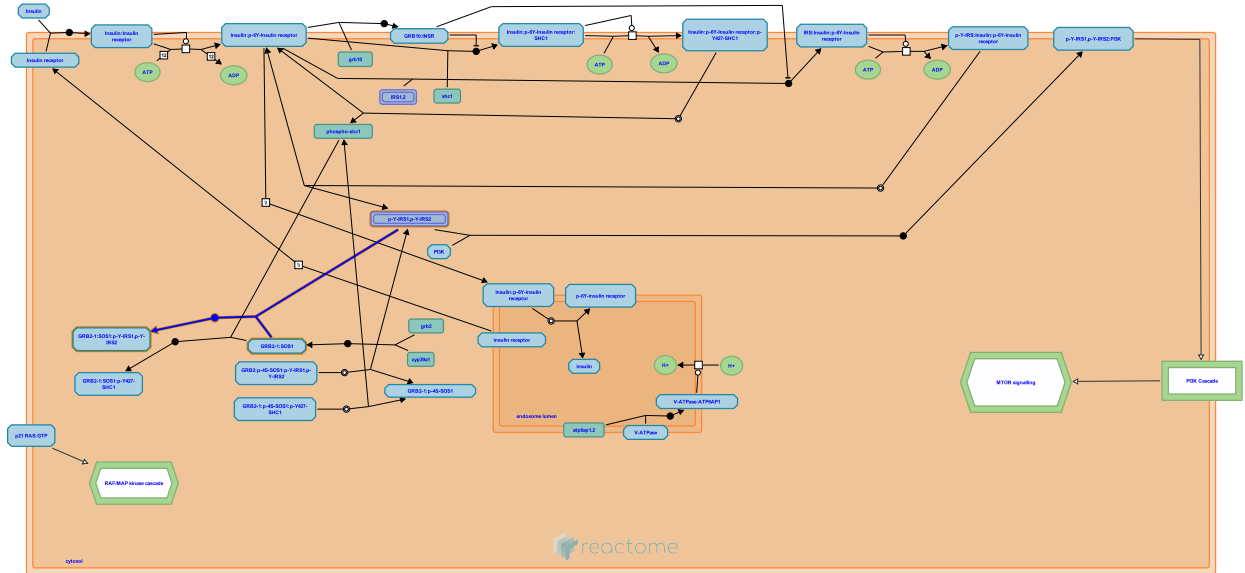 Insulin
Insulin:Insulin
receptor
Insulin:p-6Y-Insulin receptor
GRB10:INSR
Insulin:p-6Y-Insulin receptor:
SHC1
Insulin:p-6Y-Insulin receptor:p-
Y427-SHC1
IRS:Insulin:p-6Y-Insulin
receptor
p-Y-IRS:Insulin:p-6Y-Insulin
receptor
p-Y-IRS1,p-Y-IRS2:PI3K
Insulin receptor
12
12
ATP
ADP
grb10
ATP
ADP
ATP
ADP
IRS1,2
shc1
phospho-shc1
p-Y-IRS1,p-Y-IRS2
PI3K
Insulin:p-6Y-insulin
receptor
p-6Y-insulin receptor
insulin receptor
insulin
GRB2-1:SOS1:p-Y-IRS1,p-Y-
IRS2
GRB2-1:SOS1
grb2
cyp39a1
GRB2:p-4S-SOS1:p-Y-IRS1,p-
Y-IRS2
GRB2-1:SOS1:p-Y427-
SHC1
GRB2-1:p-4S-SOS1
GRB2-1:p-4S-SOS1:p-Y427-
SHC1
H+
H+
V-ATPase:ATP6AP1
endosome lumen
atp6ap1.2
V-ATPase
MTOR signalling
PI3K Cascade
p21 RAS:GTP
RAF/MAP kinase cascade
reactome
cytosol